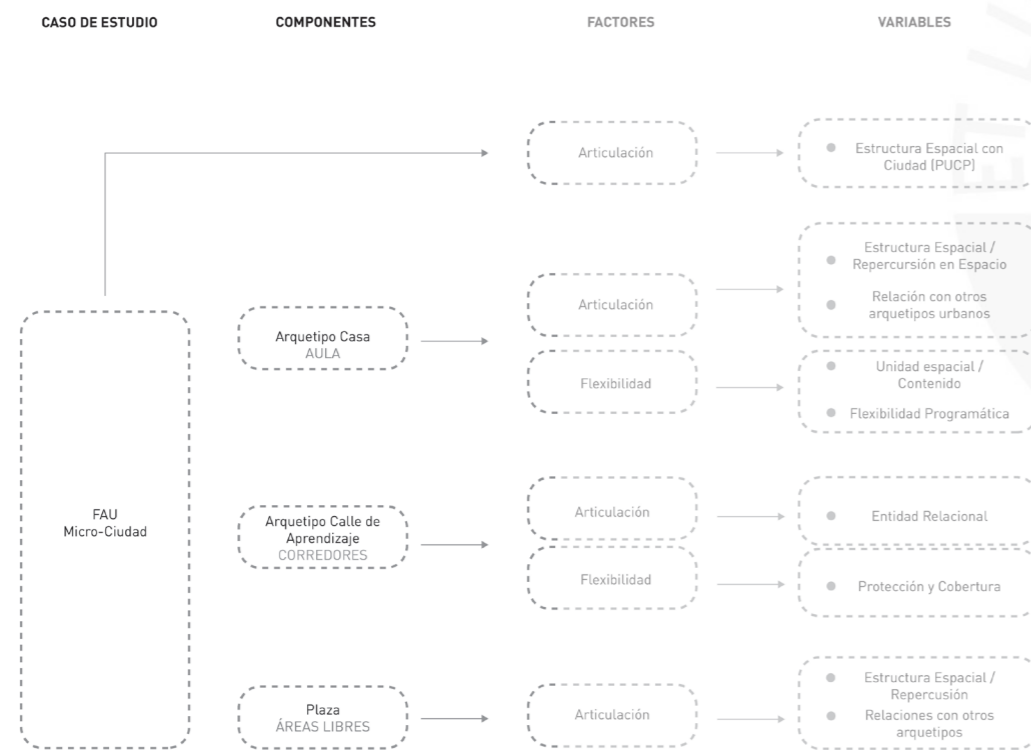 CASO DE ESTUDIO
COMPONENTES
FACTORES
VARIABLES
Articulación
Estructura Espacial con
Ciudad (PUCP)
FAU
Micro-Ciudad
Arquetipo Casa
AULA
Articulación
Estructura Espacial /
Repercursión en Espacio
Relación con otros
arquetipos urbanos
Flexibilidad
Unidad espacial /
Contenido
Flexibilidad Programática
Arquetipo Calle de
Aprendizaje
CORREDORES
Articulación
Entidad Relacional
Flexibilidad
Protección y Cobertura
Plaza
ÁREAS LIBRES
Articulación
Estructura Espacial /
Repercusión
Relaciones con otros
arquetipos
ET